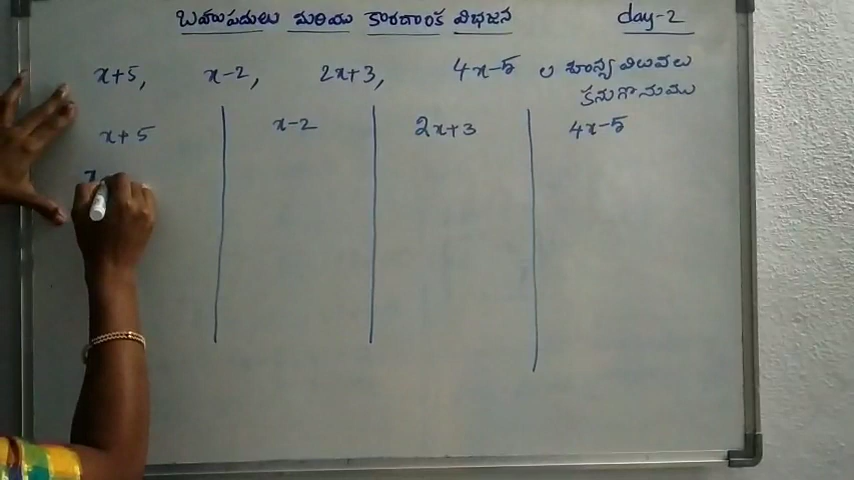 బహుపదులు మరియు కారణాంక విభజన day-2
x+5, x-2, 2x+3, 4x-5 ల శూన్య విలువలు
కనుగొనుము
x+5 x-2 2x+3 4x-5
x